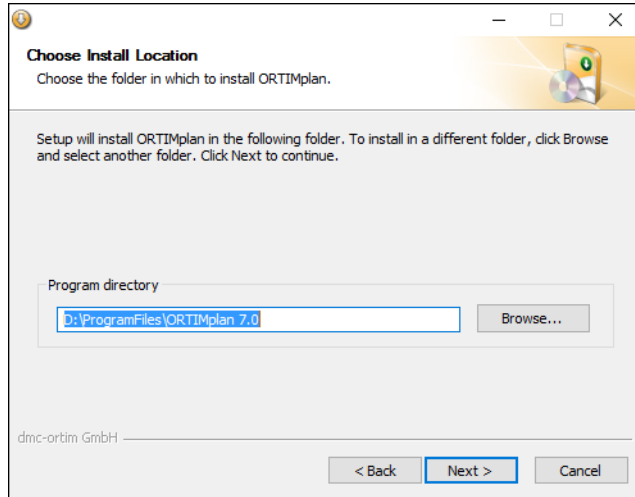 Choose Install Location
Choose the folder in which to install ORTIMplan.
Setup will install ORTIMplan in the following folder. To install in a different folder, click Browse
and select another folder. Click Next to continue.
Program directory
D:\ProgramFiles\ORTIMplan 7.0
Browse...
dmc-ortim GmbH
< Back Next > Cancel